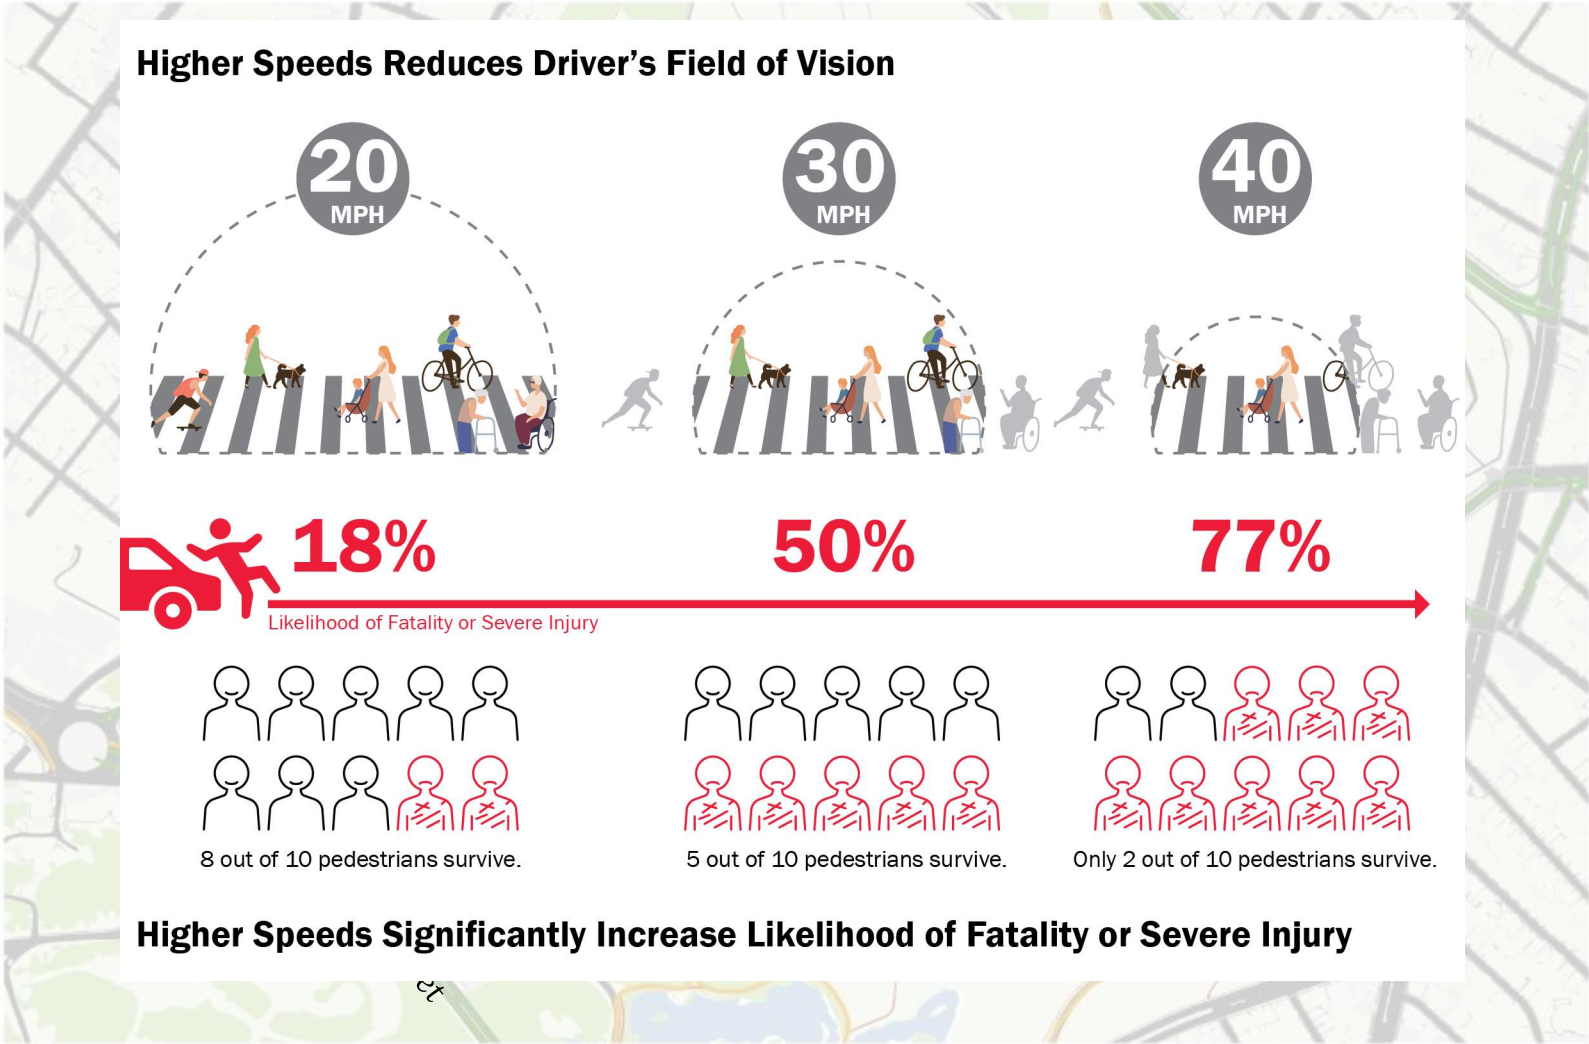 Higher Speeds Reduces Driver’s Field of Vision
20
MPH
30
MPH
40
MPH
18%
50%
77%
Likelihood of Fatality or Severe Injury
8 out of 10 pedestrians survive.
5 out of 10 pedestrians survive.
Only 2 out of 10 pedestrians survive.
Higher Speeds Significantly Increase Likelihood of Fatality or Severe Injury